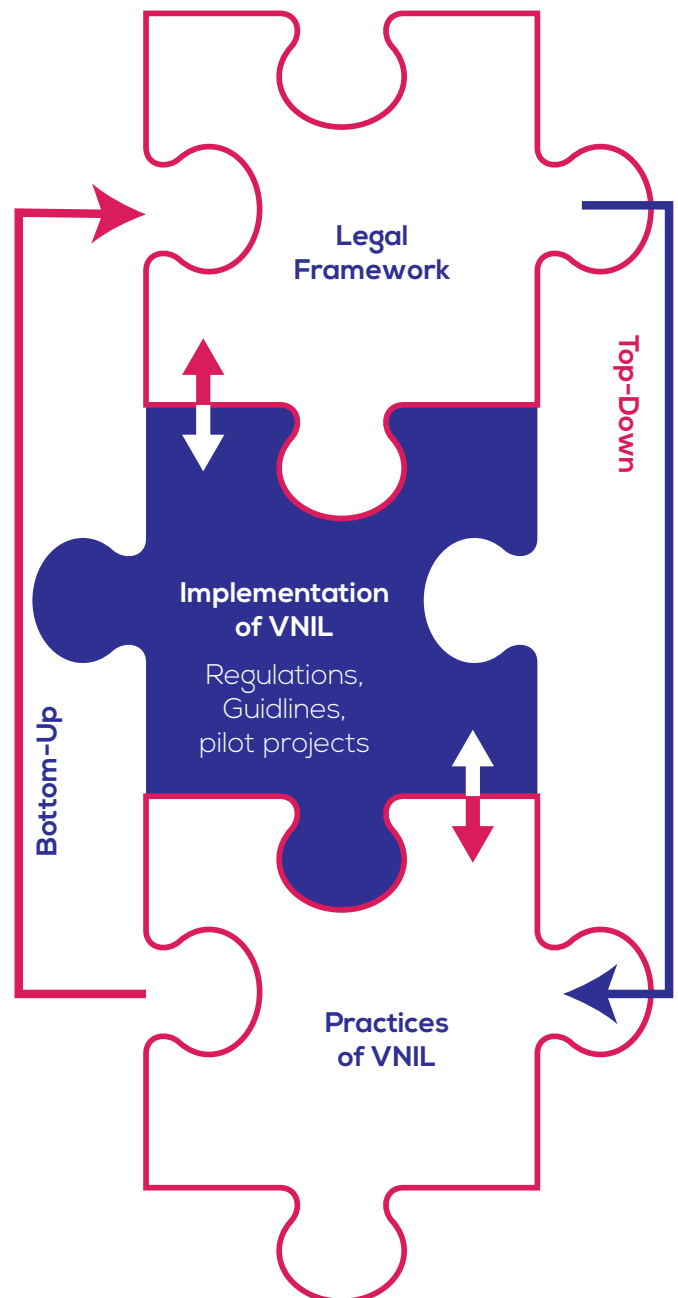 Legal
Framework
Top-Down
Implementation
of VNIL
Regulations,
Guidlines,
pilot projects
Bottom-Up
Practices
of VNIL